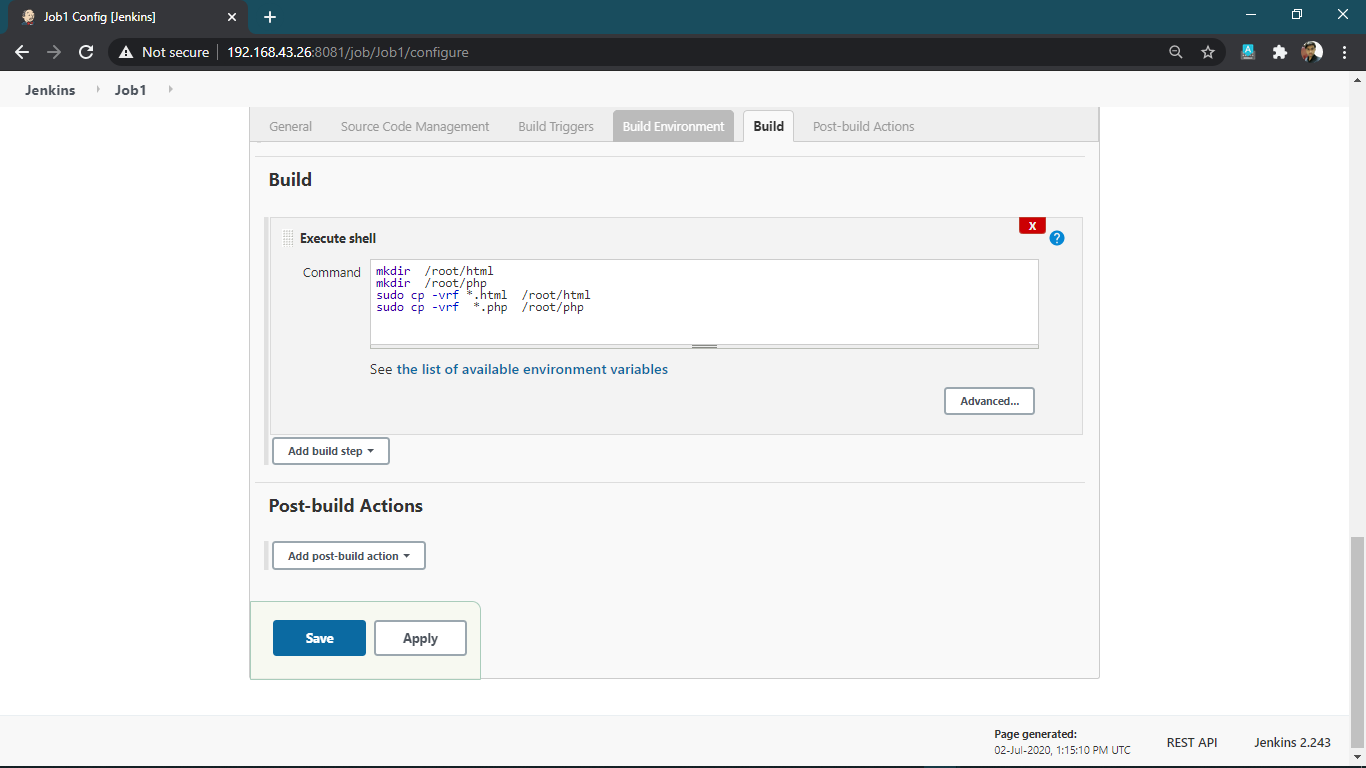 Job1 Config [Jenkins]
Not secure 192.168.43.26:8081/job/Job1/configure
Jenkins Job1
General Source Code Management Build Triggers Build Environment Build Post-build Actions
Build
X
Execute shell ?
Command
mkdir  /root/html
mkdir  /root/php
sudo cp -vrf *.html  /root/html
sudo cp -vrf  *.php  /root/php
See the list of available environment variables
Advanced...
Add build step
Post-build Actions
Add post-build action
Save Apply
Page generated:
02-Jul-2020, 1:15:10 PM UTC REST API Jenkins 2.243